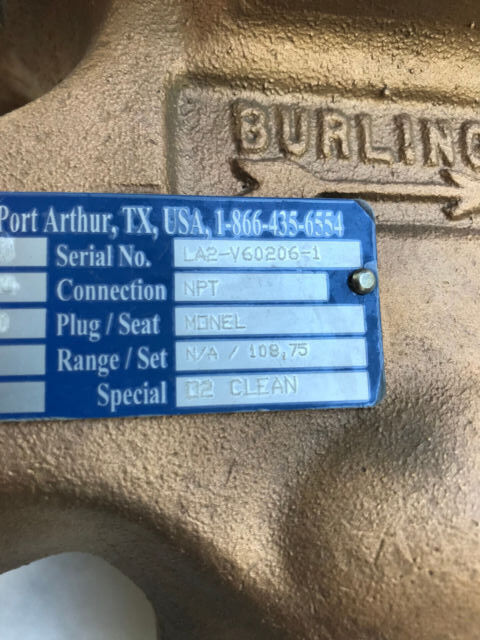 BURLING
Port Arthur, TX, USA, 1-866-435-6554
Serial No. LA2-V60206-1
Connection NPT
Plug / Seat MONEL
Range / Set N/A / 108.75
Special O2 CLEAN